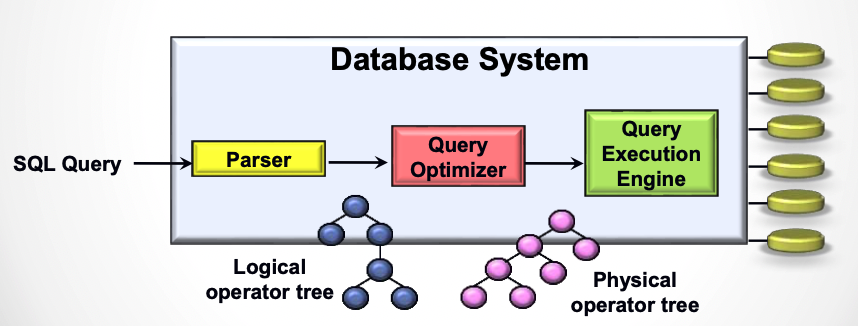 Database System
SQL Query
Parser
Query
Optimizer
Query
Execution
Engine
Logical
operator tree
Physical
operator tree